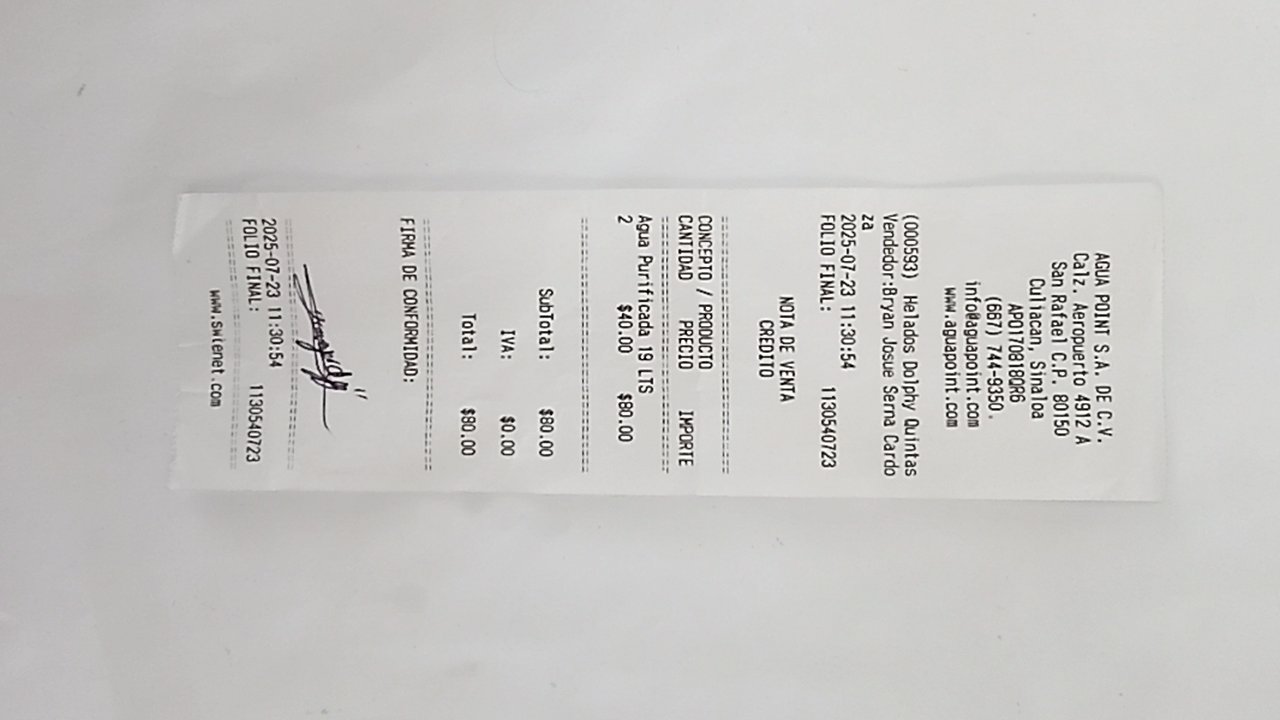 AGUA POINT S.A. DE C.V.
Calz. Aeropuerto 4912 A
San Rafael C.P. 80150
Culiacan, Sinaloa
APO170818QR6
(667) 744-9350.
info@aguapoint.com
www.aguapoint.com
(000593) Helados Dolphy Quintas
Vendedor:Bryan Josue Serna Cardo
za
2025-07-23 11:30:54
FOLIO FINAL: 1130540723
NOTA DE VENTA
CREDITO
CONCEPTO / PRODUCTO
CANTIDAD PRECIO IMPORTE
Agua Purificada 19 LTS
2 $40.00 $80.00
SubTotal: $80.00
IVA: $0.00
Total: $80.00
FIRMA DE CONFORMIDAD:
2025-07-23 11:30:54
FOLIO FINAL: 1130540723
www.switenet.com